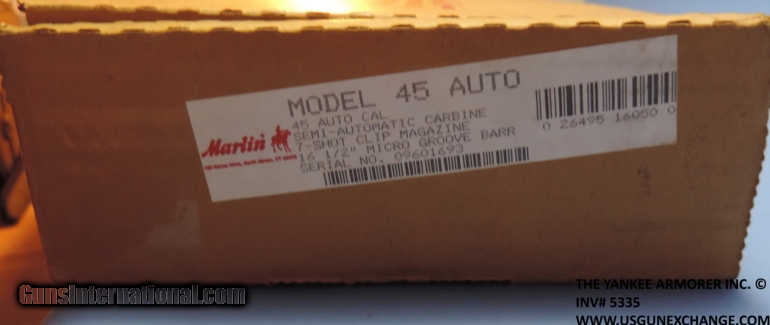 MODEL 45 AUTO
45 AUTO CAL
SEMI-AUTOMATIC CARBINE
7-SHOT CLIP MAGAZINE
16 1/2" MICRO GROOVE BARR
SERIAL NO. 09601693
Marlin
0 26495 16050 0
GunsInternational.com
THE YANKEE ARMORER INC. ©
INV# 5335
WWW.USGUNEXCHANGE.COM